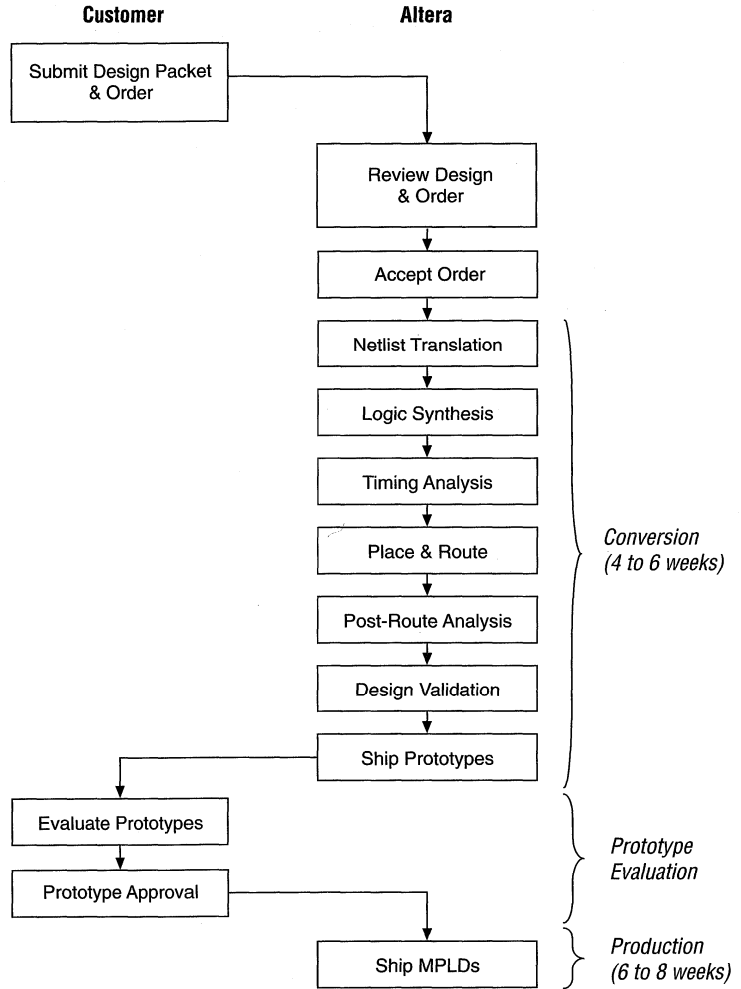 Customer
Altera
Submit Design Packet
& Order
Review Design
& Order
Accept Order
Netlist Translation
Logic Synthesis
Timing Analysis
Place & Route
Conversion
(4 to 6 weeks)
Post-Route Analysis
Design Validation
Ship Prototypes
Evaluate Prototypes
Prototype
Evaluation
Prototype Approval
Ship MPLDs
Production
(6 to 8 weeks)